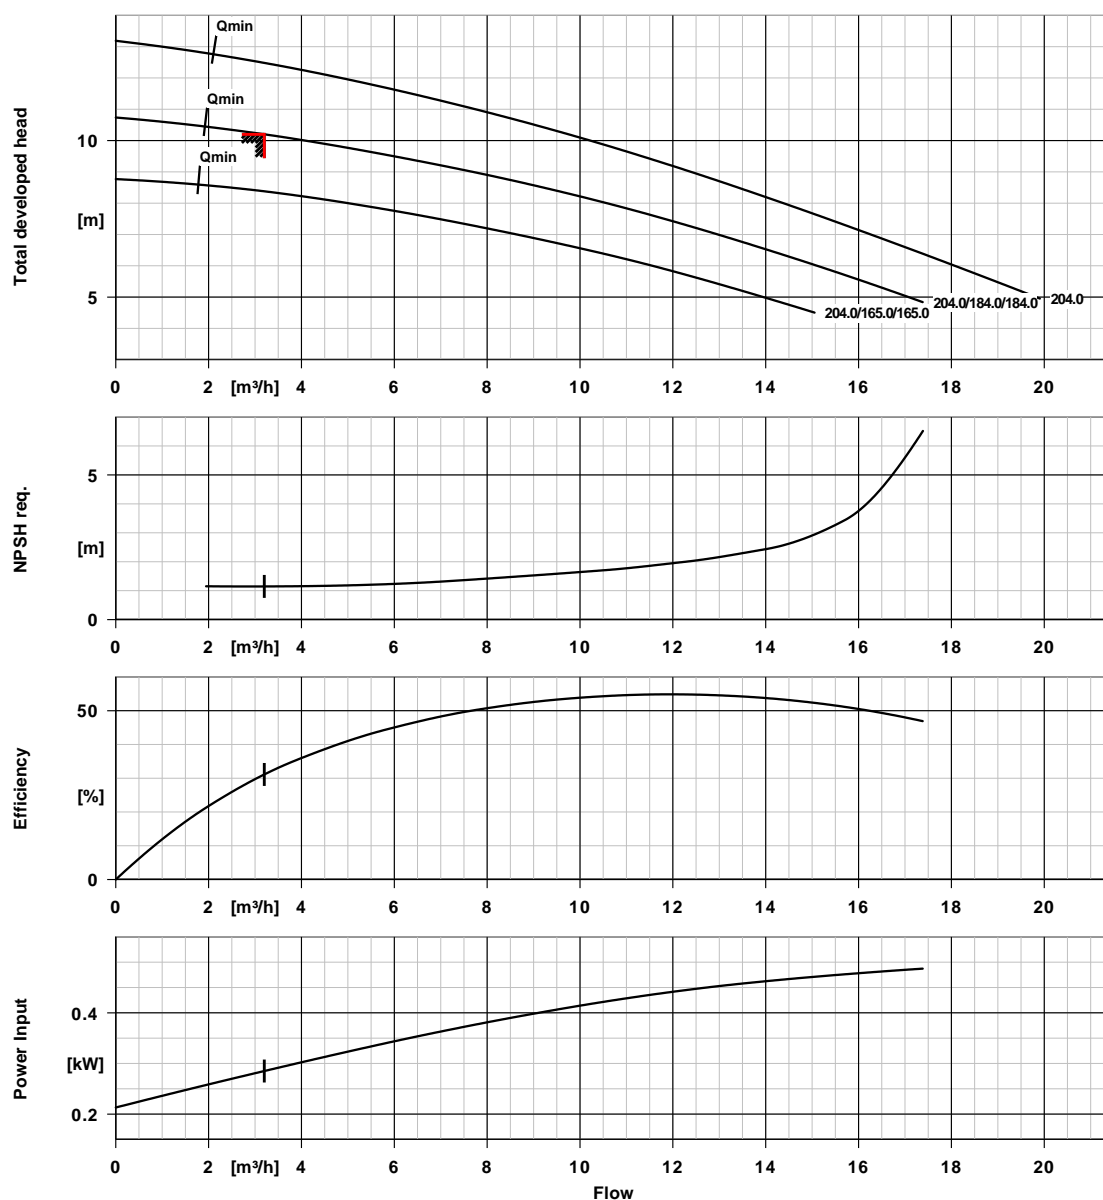 Qmin
Qmin
Qmin
Total developed head
10
[m]
5
204.0/165.0/165.0
204.0/184.0/184.0
204.0
0 2 [m³/h] 4 6 8 10 12 14 16 18 20
NPSH req.
5
[m]
0
0 2 [m³/h] 4 6 8 10 12 14 16 18 20
Efficiency
50
[%]
0
0 2 [m³/h] 4 6 8 10 12 14 16 18 20
Power Input
0.4
[kW]
0.2
0 2 [m³/h] 4 6 8 10 12 14 16 18 20
Flow